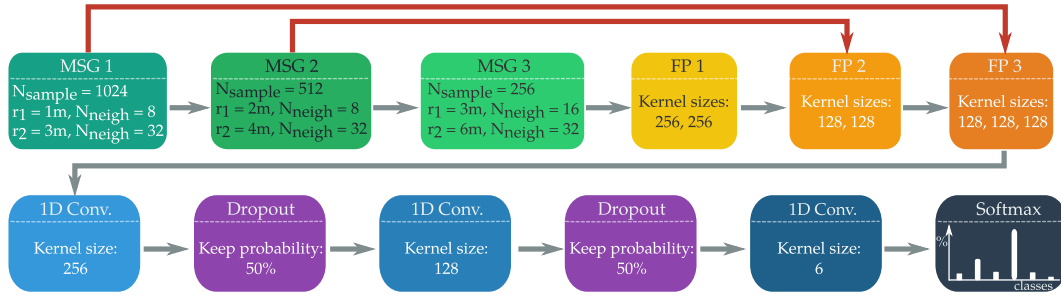 MSG 1
Nsample = 1024
r1 = 1m, Nneigh = 8
r2 = 3m, Nneigh = 32
MSG 2
Nsample = 512
r1 = 2m, Nneigh = 8
r2 = 4m, Nneigh = 32
MSG 3
Nsample = 256
r1 = 3m, Nneigh = 16
r2 = 6m, Nneigh = 32
FP 1
Kernel sizes:
256, 256
FP 2
Kernel sizes:
128, 128
FP 3
Kernel sizes:
128, 128, 128
1D Conv.
Kernel size:
256
Dropout
Keep probability:
50%
1D Conv.
Kernel size:
128
Dropout
Keep probability:
50%
1D Conv.
Kernel size:
6
Softmax
%
classes